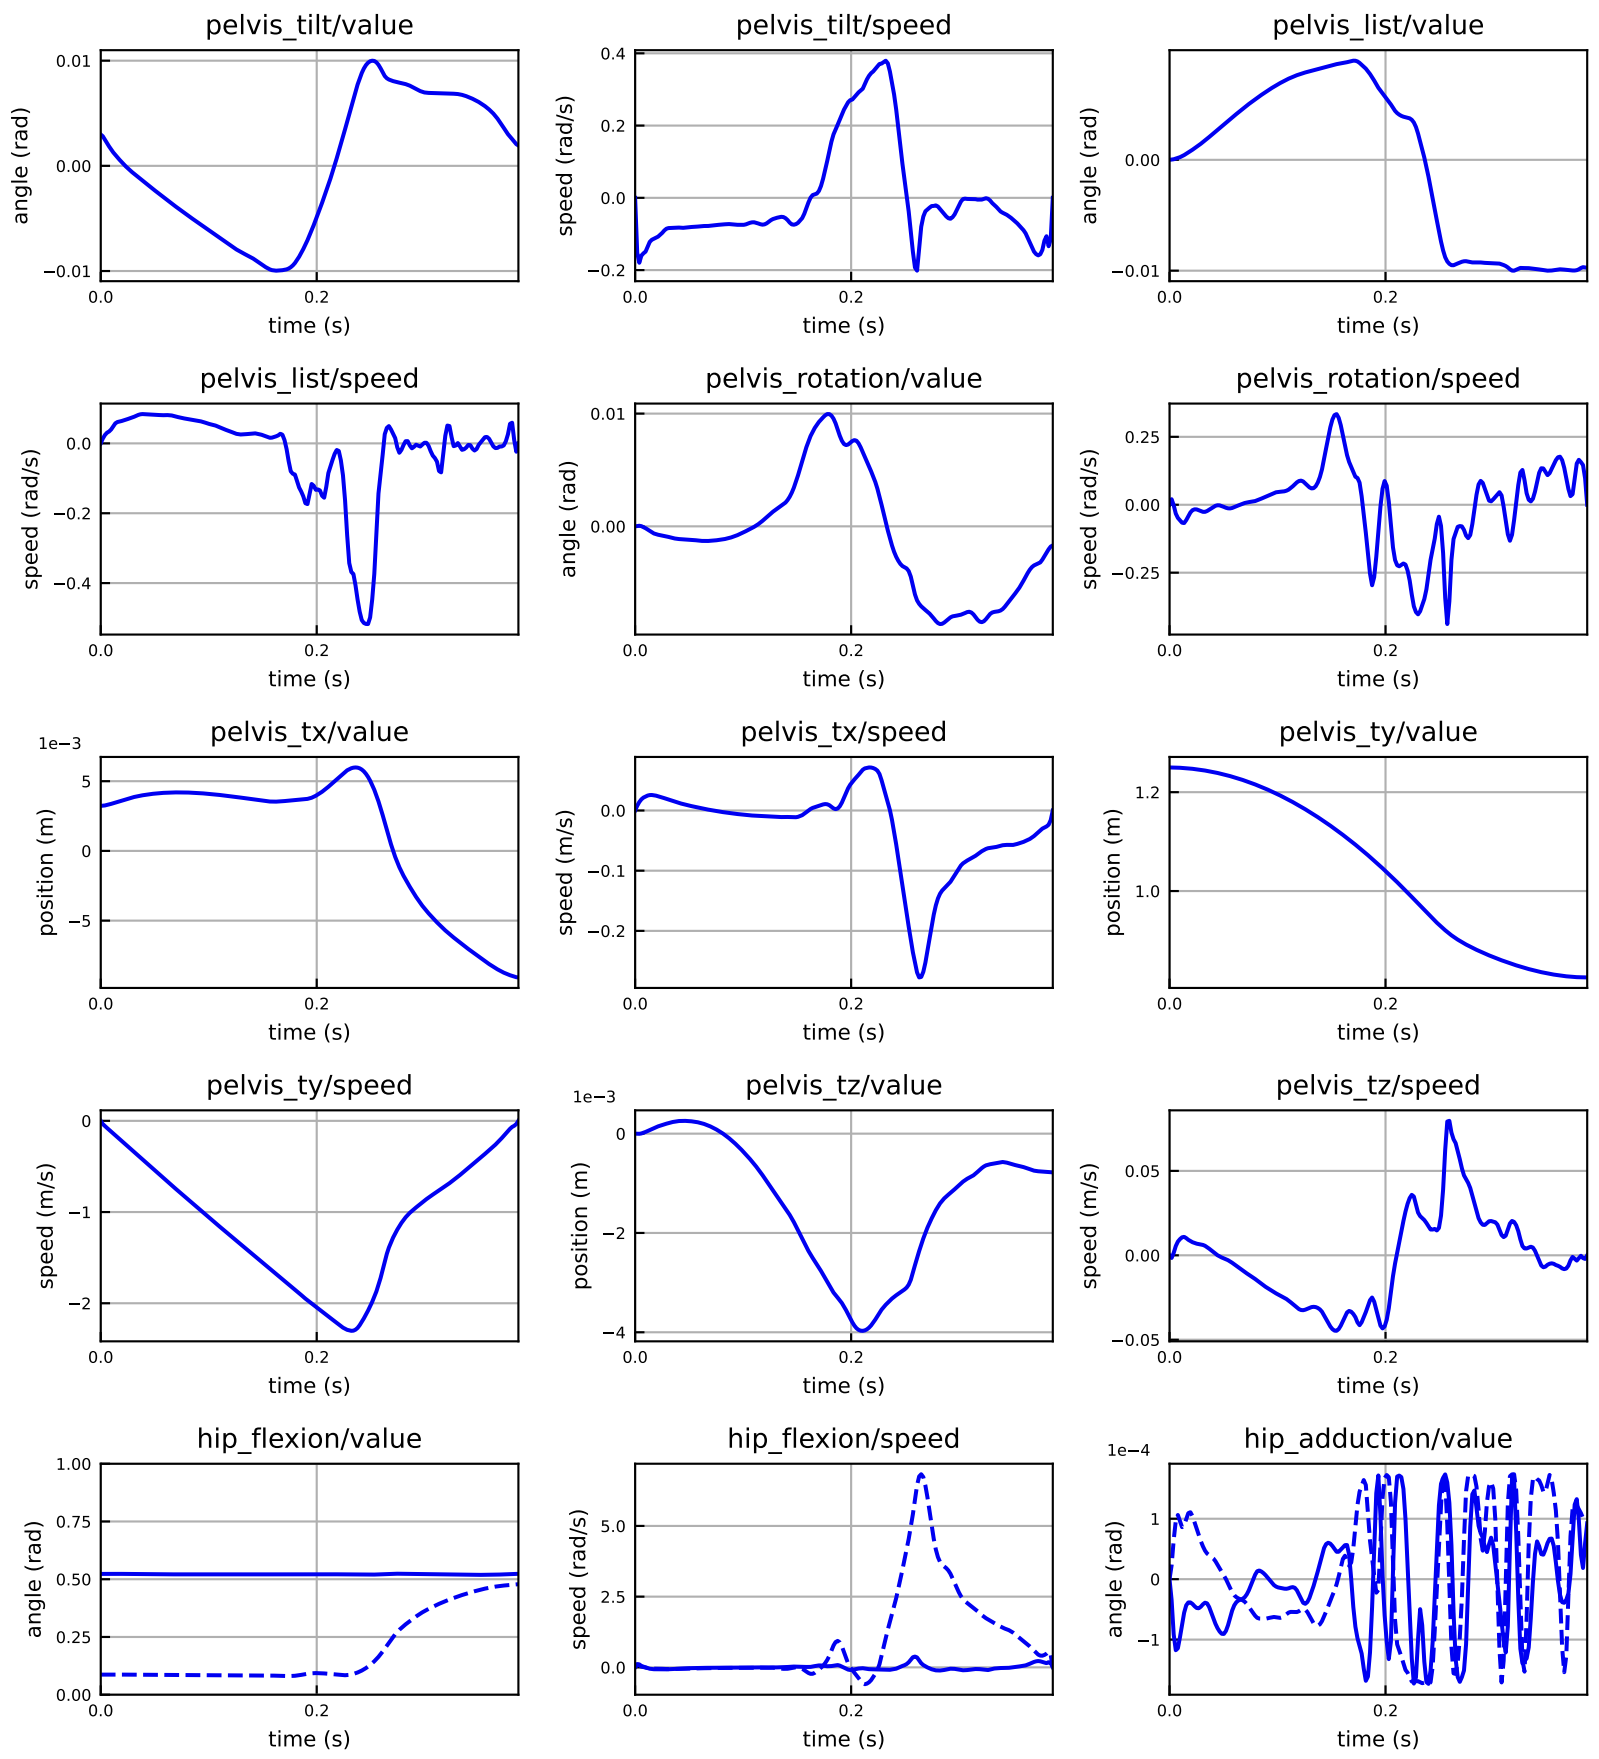 pelvis_tilt/value
pelvis_tilt/speed
pelvis_list/value
angle (rad)
0.01
0.00
−0.01
0.0
0.2
time (s)
speed (rad/s)
0.4
0.2
0.0
−0.2
0.0
0.2
time (s)
angle (rad)
0.00
−0.01
0.0
0.2
time (s)
pelvis_list/speed
pelvis_rotation/value
pelvis_rotation/speed
speed (rad/s)
0.0
−0.2
−0.4
0.0
0.2
time (s)
angle (rad)
0.01
0.00
0.0
0.2
time (s)
speed (rad/s)
0.25
0.00
−0.25
0.0
0.2
time (s)
pelvis_tx/value
pelvis_tx/speed
pelvis_ty/value
1e−3
position (m)
5
0
−5
0.0
0.2
time (s)
speed (m/s)
0.0
−0.1
−0.2
0.0
0.2
time (s)
position (m)
1.2
1.0
0.0
0.2
time (s)
pelvis_ty/speed
pelvis_tz/value
pelvis_tz/speed
speed (m/s)
0
−1
−2
0.0
0.2
time (s)
1e−3
position (m)
0
−2
−4
0.0
0.2
time (s)
speed (m/s)
0.05
0.00
−0.05
0.0
0.2
time (s)
hip_flexion/value
hip_flexion/speed
hip_adduction/value
angle (rad)
1.00
0.75
0.50
0.25
0.00
0.0
0.2
time (s)
speed (rad/s)
5.0
2.5
0.0
0.0
0.2
time (s)
1e−4
angle (rad)
1
0
−1
0.0
0.2
time (s)